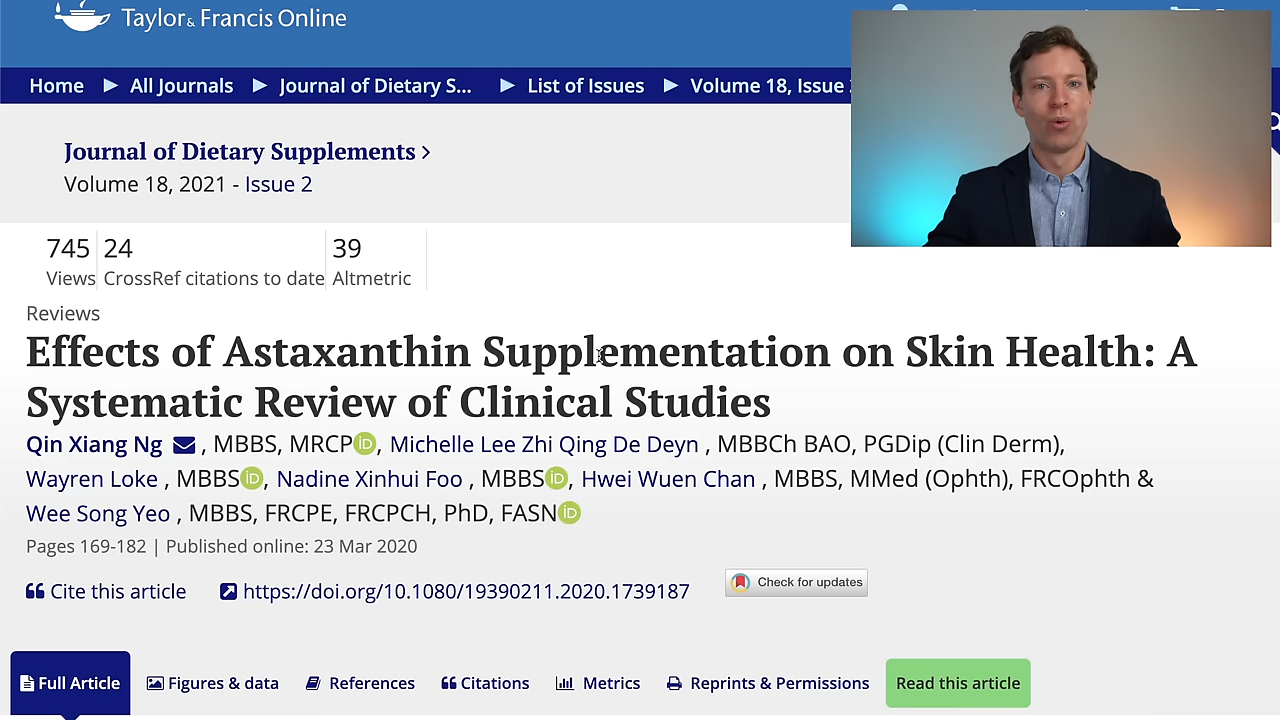 Taylor & Francis Online
Home ▶ All Journals ▶ Journal of Dietary S... ▶ List of Issues ▶ Volume 18, Issue
Journal of Dietary Supplements >
Volume 18, 2021 - Issue 2
745 24 39
Views CrossRef citations to date Altmetric
Reviews
Effects of Astaxanthin Supplementation on Skin Health: A
Systematic Review of Clinical Studies
Qin Xiang Ng , MBBS, MRCP iD, Michelle Lee Zhi Qing De Deyn , MBBCh BAO, PGDip (Clin Derm),
Wayren Loke , MBBS iD, Nadine Xinhui Foo , MBBS iD, Hwei Wuen Chan , MBBS, MMed (Ophth), FRCOphth &
Wee Song Yeo , MBBS, FRCPE, FRCPCH, PhD, FASN iD
Pages 169-182 | Published online: 23 Mar 2020
Cite this article https://doi.org/10.1080/19390211.2020.1739187 Check for updates
Full Article Figures & data References Citations Metrics Reprints & Permissions Read this article